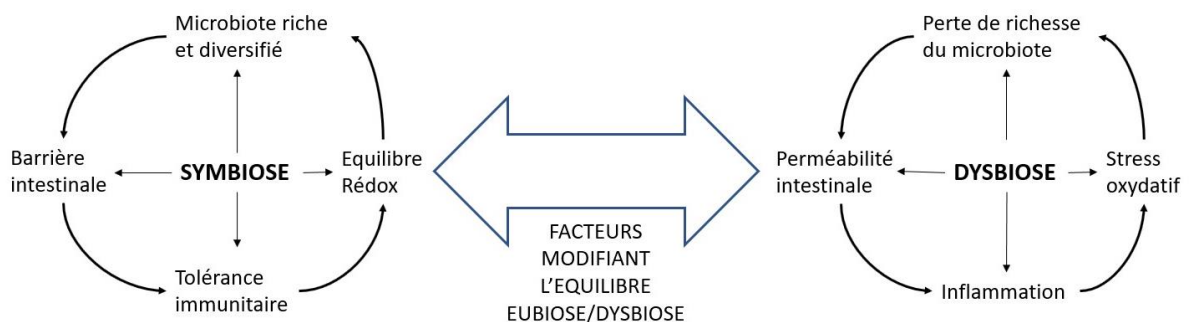 Microbiote riche
et diversifié
Barrière
intestinale
SYMBIOSE
Equilibre
Rédox
Tolérance
immunitaire
FACTEURS
MODIFIANT
L’EQUILIBRE
EUBIOSE/DYSBIOSE
Perte de richesse
du microbiote
Perméabilité
intestinale
DYSBIOSE
Stress
oxydatif
Inflammation